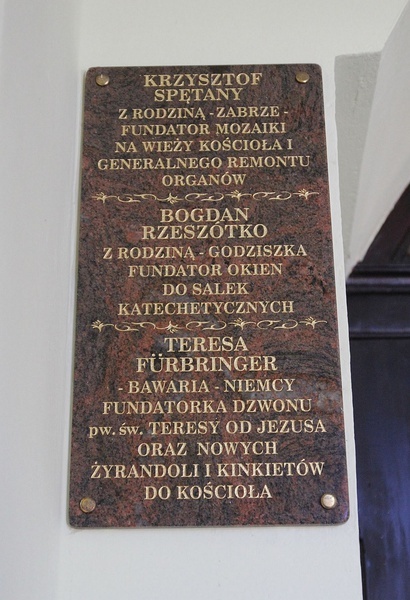 KRZYSZTOF
SPĘTANY
Z RODZINĄ - ZABRZE -
FUNDATOR MOZAIKI
NA WIEŻY KOŚCIOŁA I
GENERALNEGO REMONTU
ORGANÓW
BOGDAN
RZESZÓTKO
Z RODZINĄ - GODZISZKA
FUNDATOR OKIEN
DO SALEK
KATECHETYCZNYCH
TERESA
FÜRBRINGER
- BAWARIA - NIEMCY
FUNDATORKA DZWONU
pw. św. TERESY OD JEZUSA
ORAZ NOWYCH
ŻYRANDOLI I KINKIETÓW
DO KOŚCIOŁA